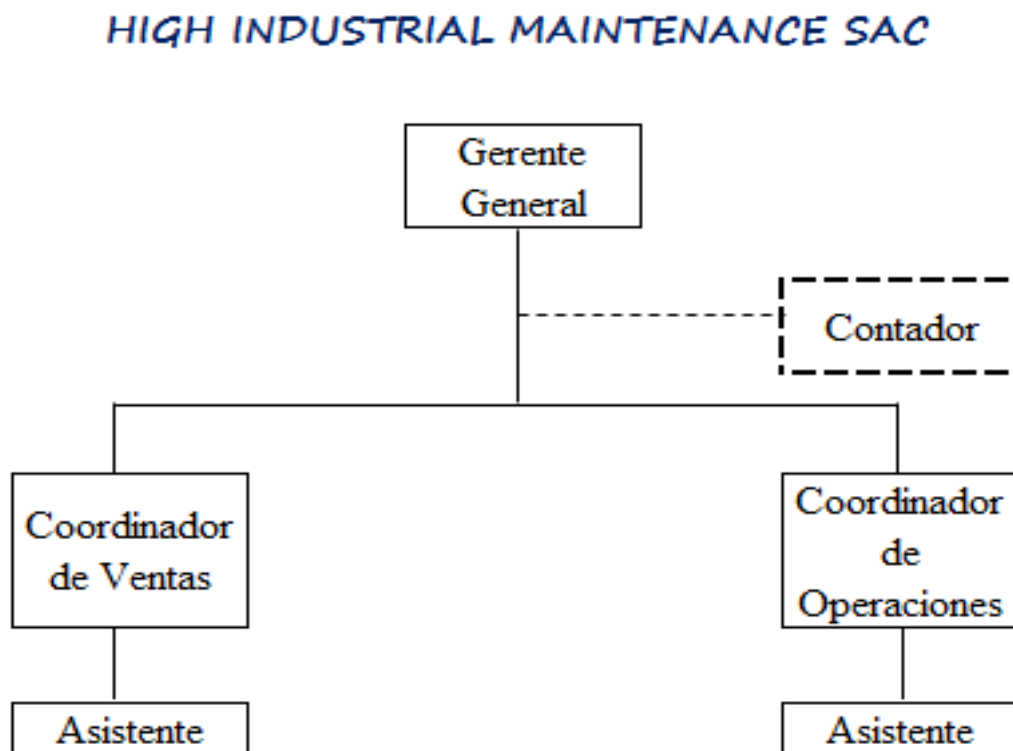 HIGH INDUSTRIAL MAINTENANCE SAC
Gerente
General
Contador
Coordinador
de Ventas
Coordinador
de
Operaciones
Asistente
Asistente